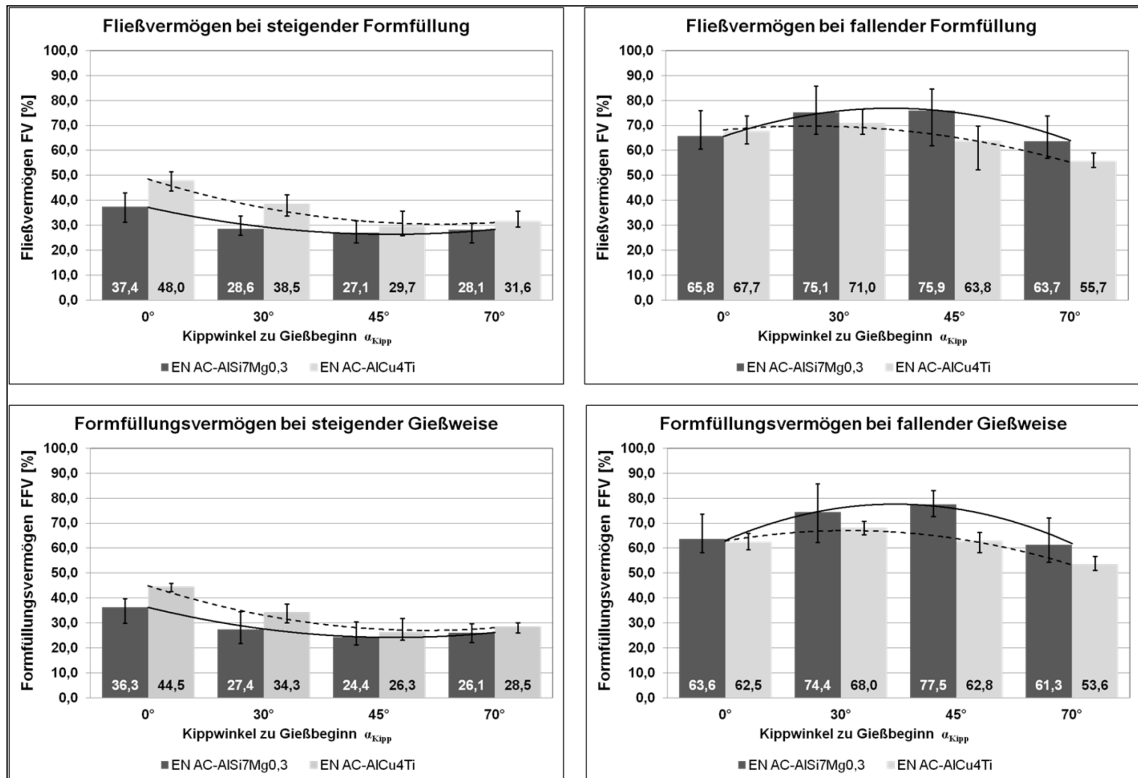 Fließvermögen bei steigender Formfüllung
Fließvermögen FV [%]
100,0
90,0
80,0
70,0
60,0
50,0
40,0
30,0
20,0
10,0
0,0
37,4 48,0 28,6 38,5 27,1 29,7 28,1 31,6
0° 30° 45° 70°
Kippwinkel zu Gießbeginn α Kipp
EN AC-AlSi7Mg0,3 EN AC-AlCu4Ti
Fließvermögen bei fallender Formfüllung
Fließvermögen FV [%]
100,0
90,0
80,0
70,0
60,0
50,0
40,0
30,0
20,0
10,0
0,0
65,8 67,7 75,1 71,0 75,9 63,8 63,7 55,7
0° 30° 45° 70°
Kippwinkel zu Gießbeginn α Kipp
EN AC-AlSi7Mg0,3 EN AC-AlCu4Ti
Formfüllungsvermögen bei steigender Gießweise
Formfüllungsvermögen FFV [%]
100,0
90,0
80,0
70,0
60,0
50,0
40,0
30,0
20,0
10,0
0,0
36,3 44,5 27,4 34,3 24,4 26,3 26,1 28,5
0° 30° 45° 70°
Kippwinkel zu Gießbeginn α Kipp
EN AC-AlSi7Mg0,3 EN AC-AlCu4Ti
Formfüllungsvermögen bei fallender Gießweise
Formfüllungsvermögen FFV [%]
100,0
90,0
80,0
70,0
60,0
50,0
40,0
30,0
20,0
10,0
0,0
63,6 62,5 74,4 68,0 77,5 62,8 61,3 53,6
0° 30° 45° 70°
Kippwinkel zu Gießbeginn α Kipp
EN AC-AlSi7Mg0,3 EN AC-AlCu4Ti